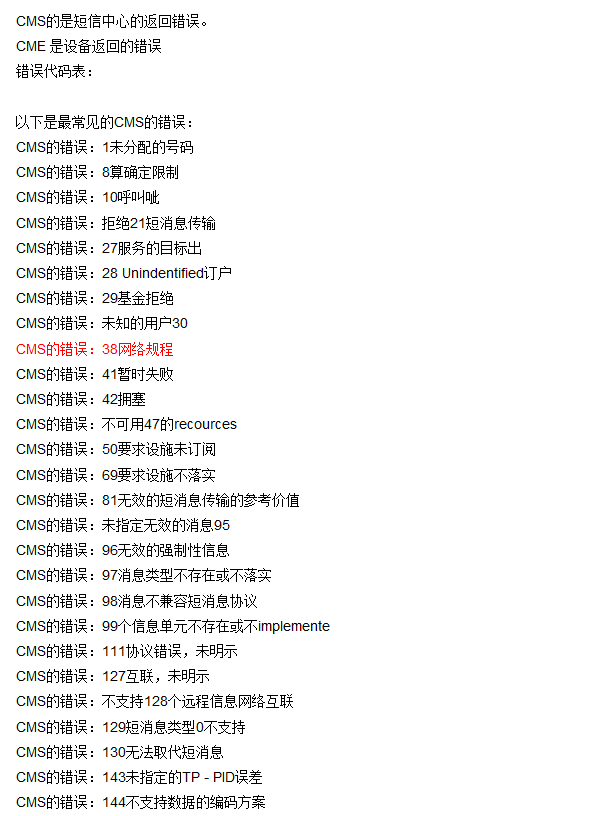 CMS的是短信中心的返回错误。
CME 是设备返回的错误
错误代码表：
以下是最常见的CMS的错误：
CMS的错误：1未分配的号码
CMS的错误：8算确定限制
CMS的错误：10呼叫呲
CMS的错误：拒绝21短消息传输
CMS的错误：27服务的目标出
CMS的错误：28 Unindentified订户
CMS的错误：29基金拒绝
CMS的错误：未知的用户30
CMS的错误：38网络规程
CMS的错误：41暂时失败
CMS的错误：42拥塞
CMS的错误：不可用47的recources
CMS的错误：50要求设施未订阅
CMS的错误：69要求设施不落实
CMS的错误：81无效的短消息传输的参考价值
CMS的错误：未指定无效的消息95
CMS的错误：96无效的强制性信息
CMS的错误：97消息类型不存在或不落实
CMS的错误：98消息不兼容短消息协议
CMS的错误：99个信息单元不存在或不implemente
CMS的错误：111协议错误，未明示
CMS的错误：127互联，未明示
CMS的错误：不支持128个远程信息网络互联
CMS的错误：129短消息类型0不支持
CMS的错误：130无法取代短消息
CMS的错误：143未指定的TP - PID误差
CMS的错误：144不支持数据的编码方案